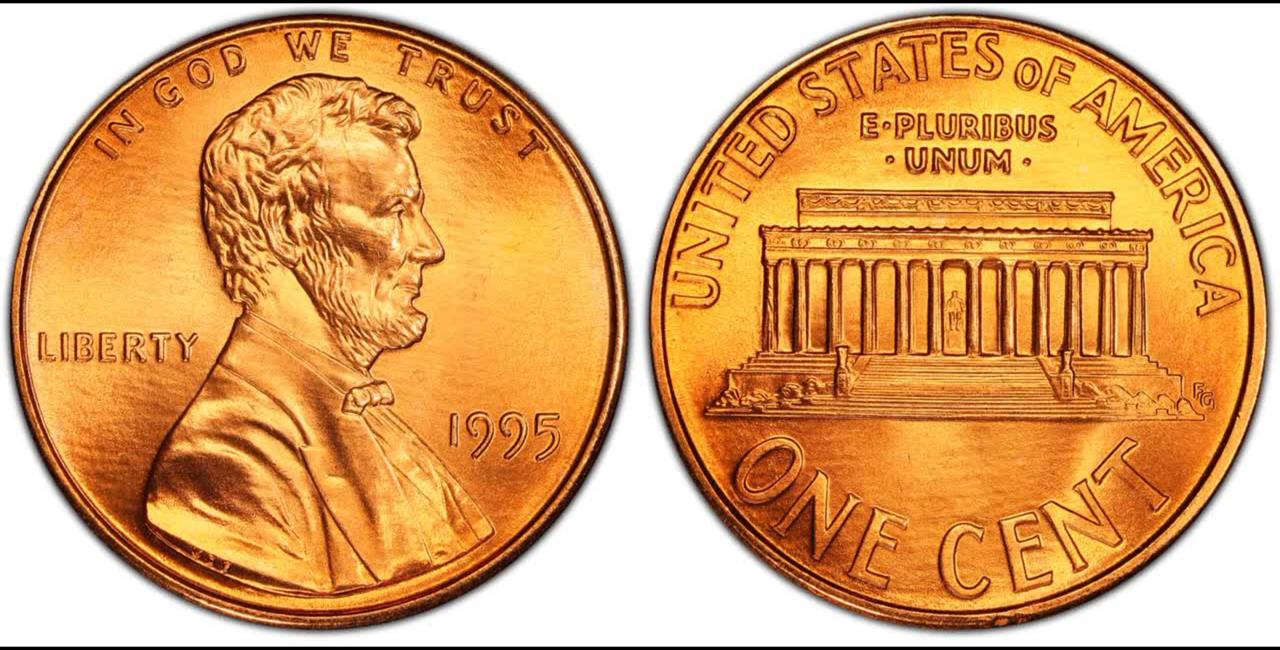 IN GOD WE TRUST
LIBERTY
1995
UNITED STATES OF AMERICA
E·PLURIBUS
· UNUM ·
FG
ONE CENT